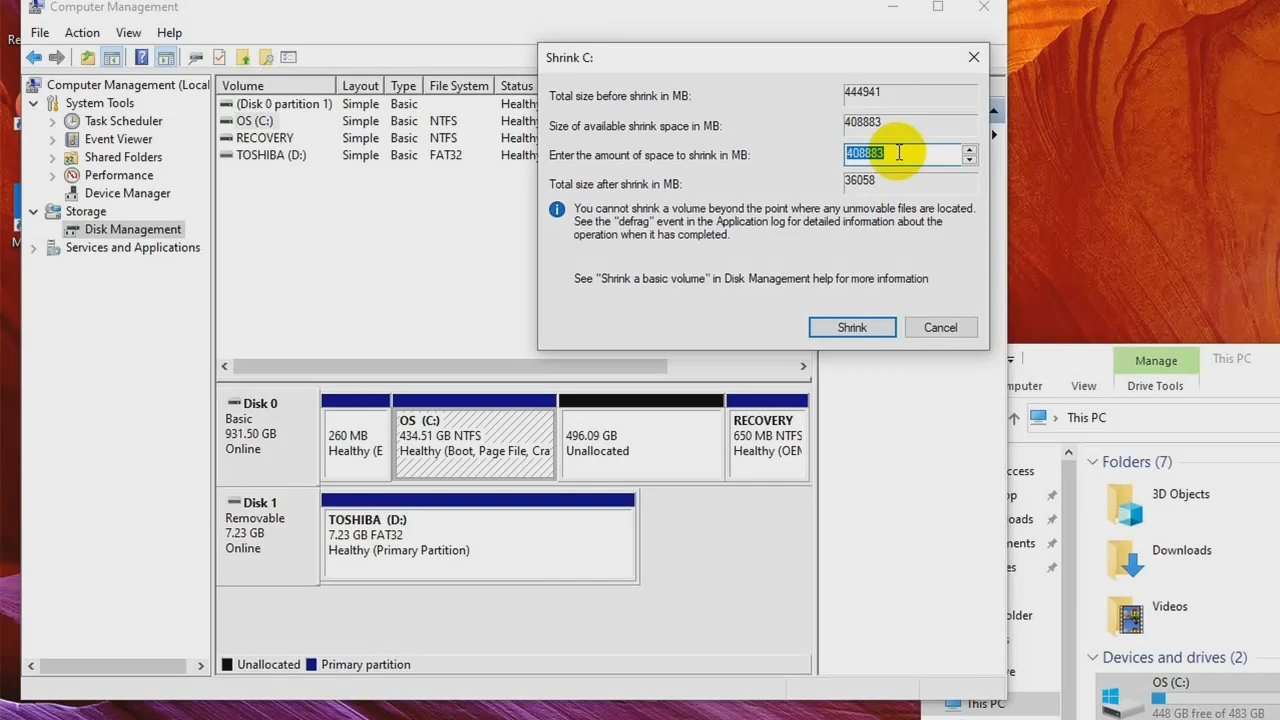 Computer Management
File Action View Help
Computer Management (Local
System Tools
Task Scheduler
Event Viewer
Shared Folders
Performance
Device Manager
Storage
Disk Management
Services and Applications
Volume Layout Type File System Status
(Disk 0 partition 1) Simple Basic Healthy
OS (C:) Simple Basic NTFS Healthy
RECOVERY Simple Basic NTFS Healthy
TOSHIBA (D:) Simple Basic FAT32 Healthy
Shrink C:
Total size before shrink in MB: 444941
Size of available shrink space in MB: 408883
Enter the amount of space to shrink in MB: 408883
Total size after shrink in MB: 36058
You cannot shrink a volume beyond the point where any unmovable files are located.
See the "defrag" event in the Application log for detailed information about the
operation when it has completed.
See "Shrink a basic volume" in Disk Management help for more information
Shrink Cancel
Disk 0
Basic
931.50 GB
Online
260 MB
Healthy (E
OS (C:)
434.51 GB NTFS
Healthy (Boot, Page File, Cra
496.09 GB
Unallocated
RECOVERY
650 MB NTFS
Healthy (OEM
Disk 1
Removable
7.23 GB
Online
TOSHIBA (D:)
7.23 GB FAT32
Healthy (Primary Partition)
Unallocated Primary partition
Manage This PC
mputer View Drive Tools
This PC
Folders (7)
3D Objects
Downloads
Videos
Devices and drives (2)
OS (C:)
448 GB free of 483 GB
This PC